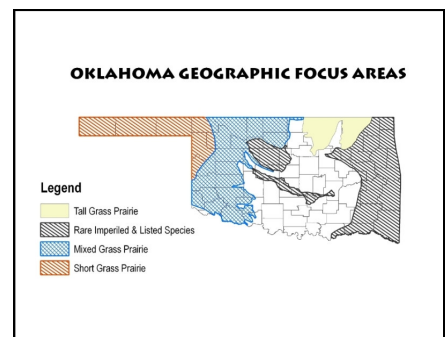 OKLAHOMA GEOGRAPHIC FOCUS AREAS
Legend
Tall Grass Prairie
Rare Imperiled & Listed Species
Mixed Grass Prairie
Short Grass Prairie